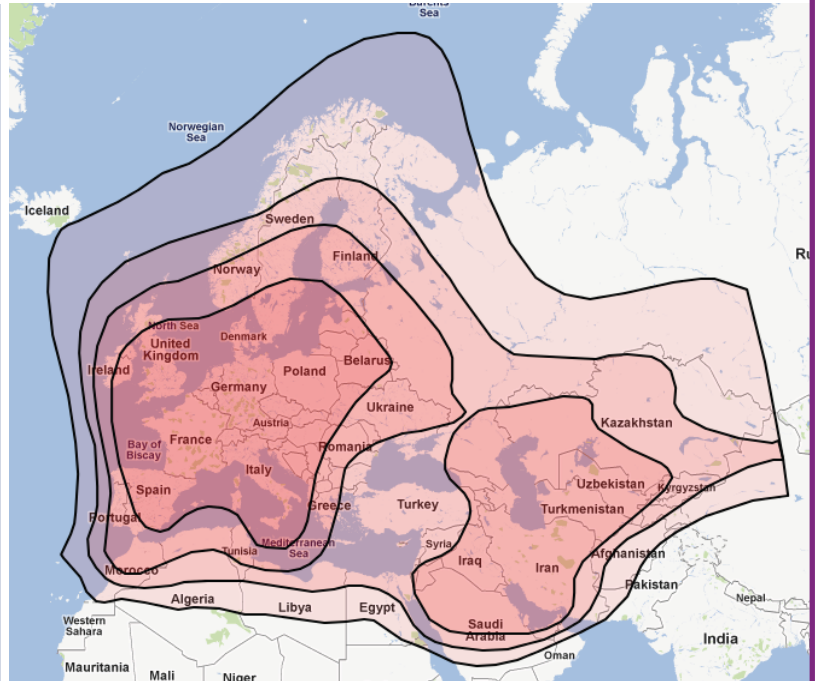 Barents
Sea
Norwegian
Sea
Iceland
Sweden
Finland
Norway
North Sea
United
Kingdom
Denmark
Ireland
Poland
Belarus
Germany
Ukraine
Austria
Kazakhstan
France
Bay of
Biscay
Romania
Italy
Uzbekistan
Kyrgyzstan
Spain
Turkmenistan
Portugal
Greece
Turkey
Mediterranean
Sea
Tunisia
Syria
Afghanistan
Iraq
Iran
Morocco
Pakistan
Algeria
Libya
Egypt
Nepal
Western
Sahara
Saudi
Arabia
India
Oman
Mauritania
Mali
Niger